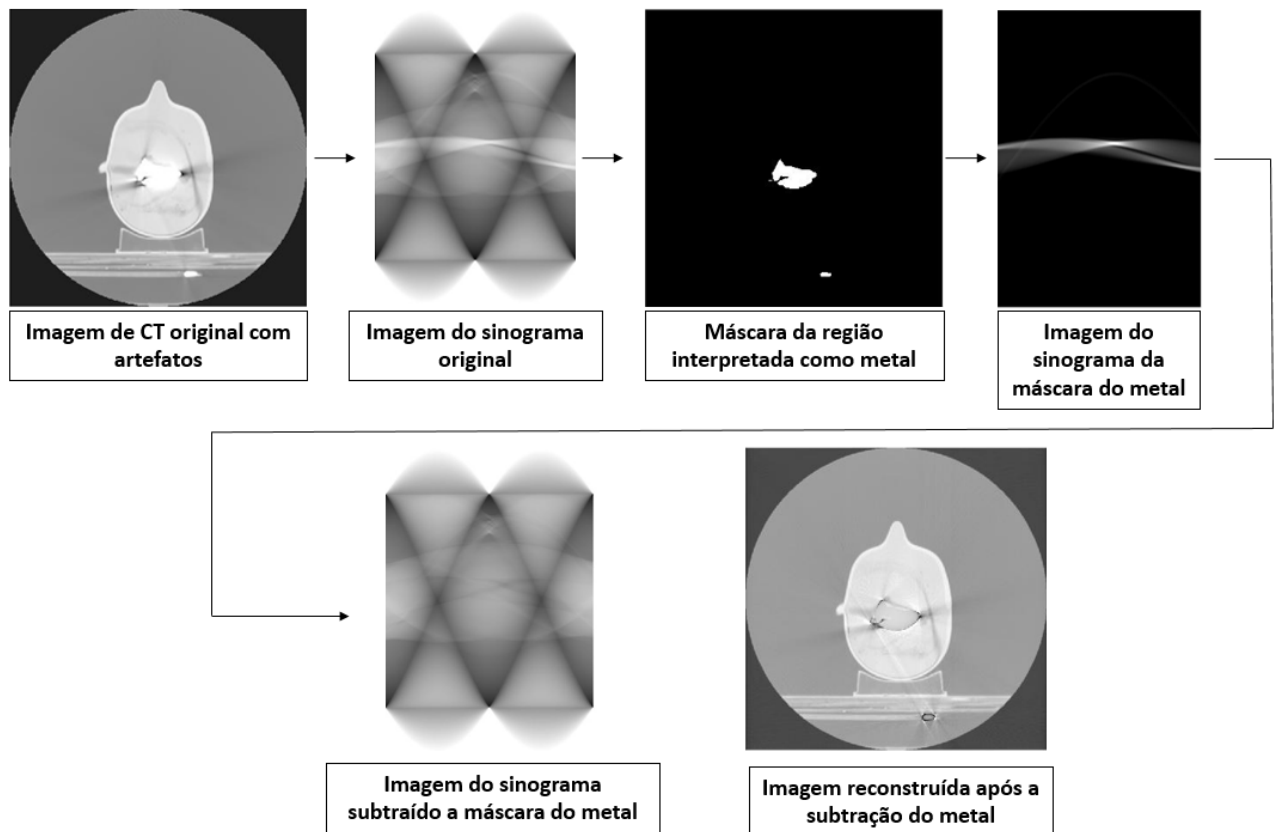 Imagem de CT original com
artefatos
Imagem do sinograma
original
Máscara da região
interpretada como metal
Imagem do
sinograma da
máscara do metal
Imagem do sinograma
subtraído a máscara do metal
Imagem reconstruída após a
subtração do metal